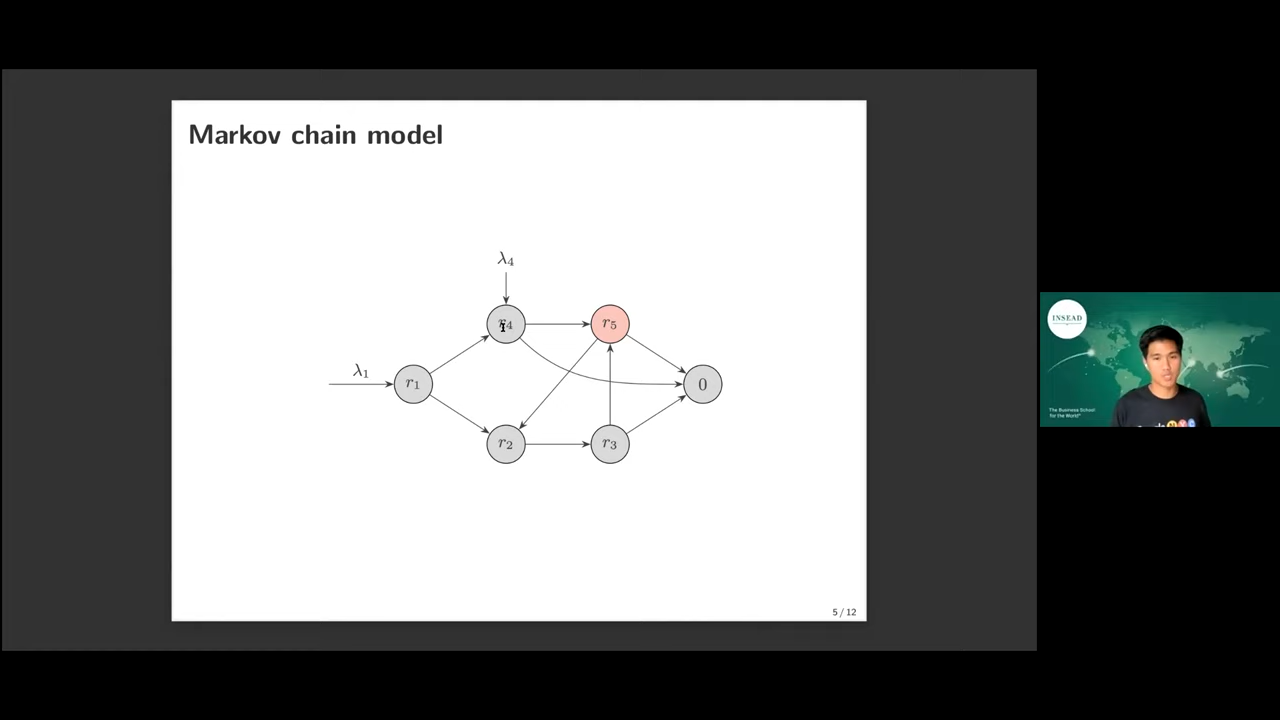 Markov chain model
λ4
r4
r5
λ1
r1
0
r2
r3
5 / 12
INSEAD
The Business School
for the World®